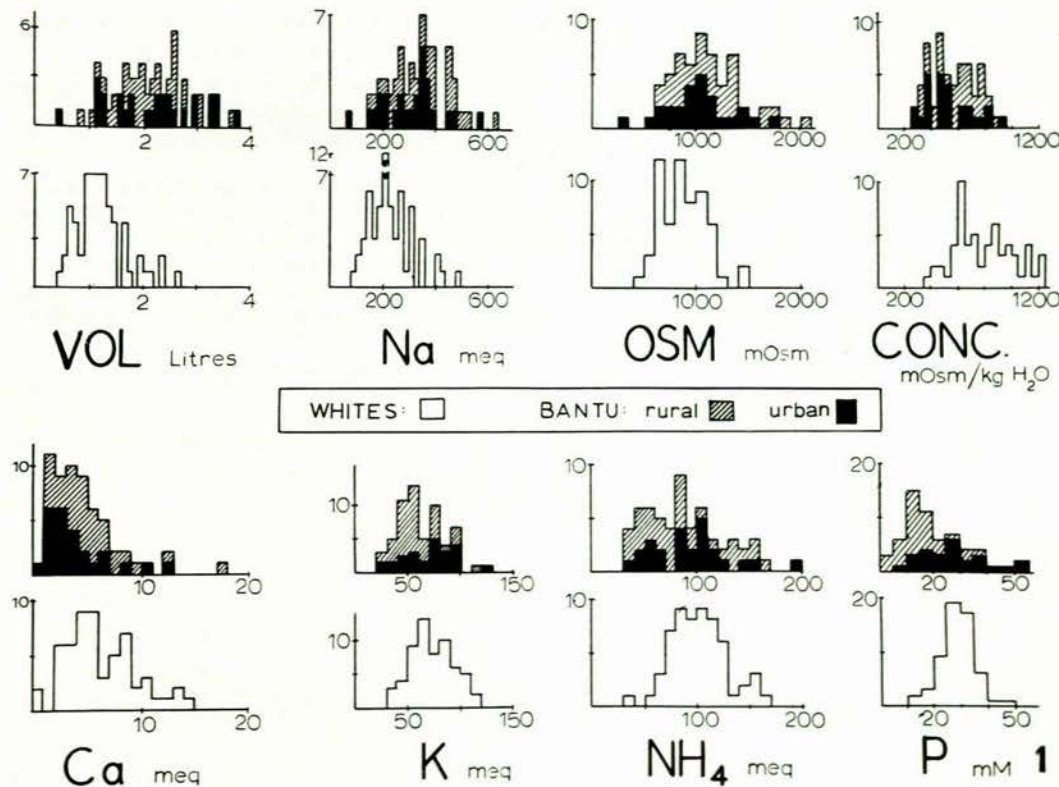 6 7 10 10
2 4 200 600 1000 2000 200 1200
7 12 7 10 10
2 4 200 600 1000 2000 200 1200
VOL Litres Na meq OSM mOsm CONC. mOsm/kg H₂O
WHITES: BANTU: rural urban
10 10 10 20
10 20 50 150 100 200 20 50
10 10 10 20
10 20 50 150 100 200 20 50
Ca meq K meq NH₄ meq P mM 1